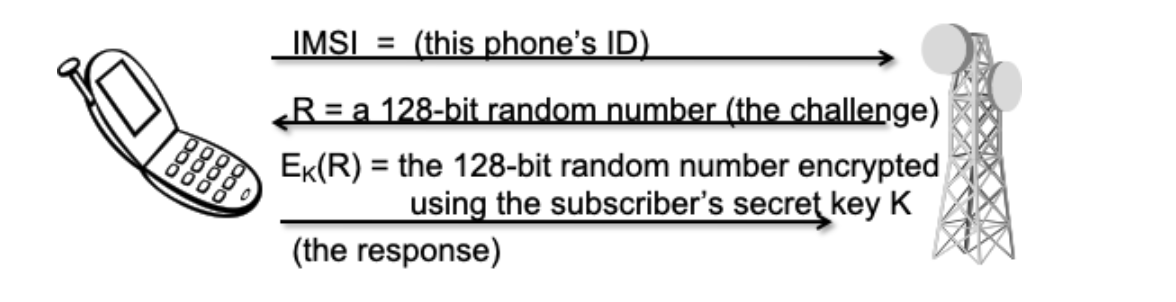 IMSI = (this phone's ID)
R = a 128-bit random number (the challenge)
E_K(R) = the 128-bit random number encrypted
using the subscriber's secret key K
(the response)